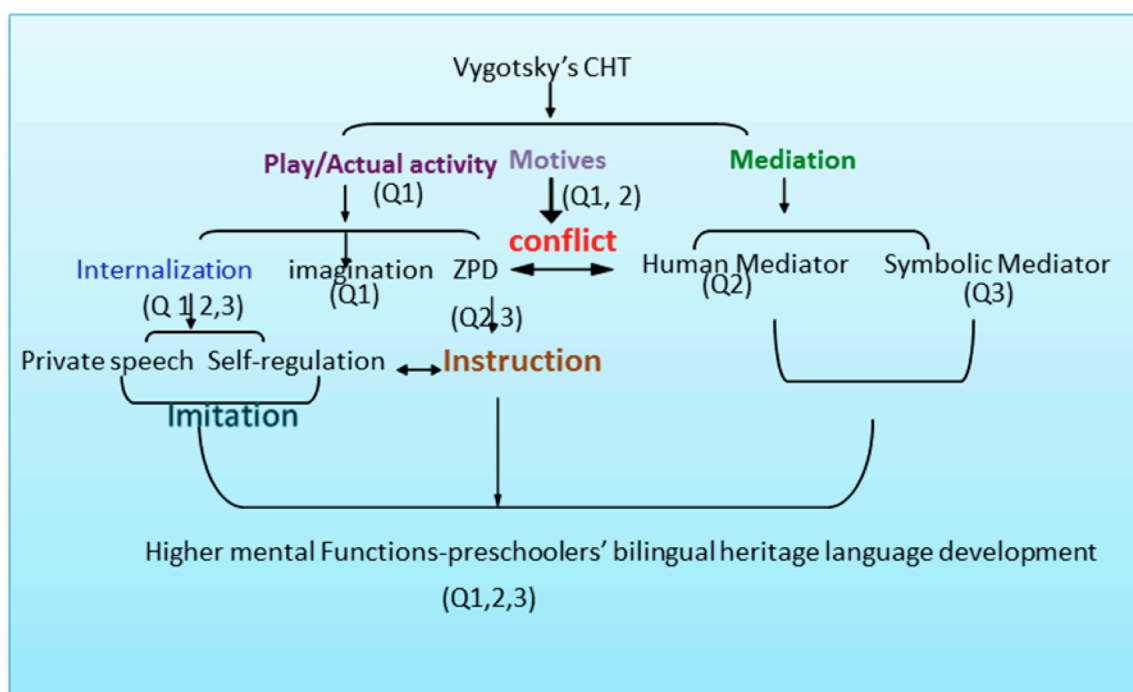 Vygotsky's CHT
Play/Actual activity Motives Mediation
(Q1) (Q1, 2)
conflict
Internalization imagination ZPD Human Mediator Symbolic Mediator
(Q 1,2,3) (Q1) (Q2,3) (Q2) (Q3)
Private speech Self-regulation Instruction
Imitation
Higher mental Functions-preschoolers' bilingual heritage language development
(Q1,2,3)